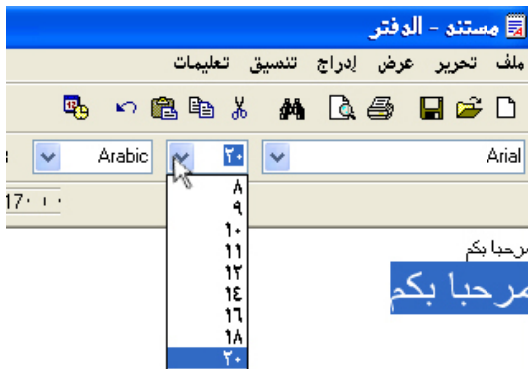 مستند - الدفتر
ملف تحرير عرض إدراج تنسيق تعليمات
Arial ٢٠ Arabic
17
٨
٩
١٠
١١
١٢
١٤
١٦
١٨
٢٠
مرحبا بكم
مرحبا بكم